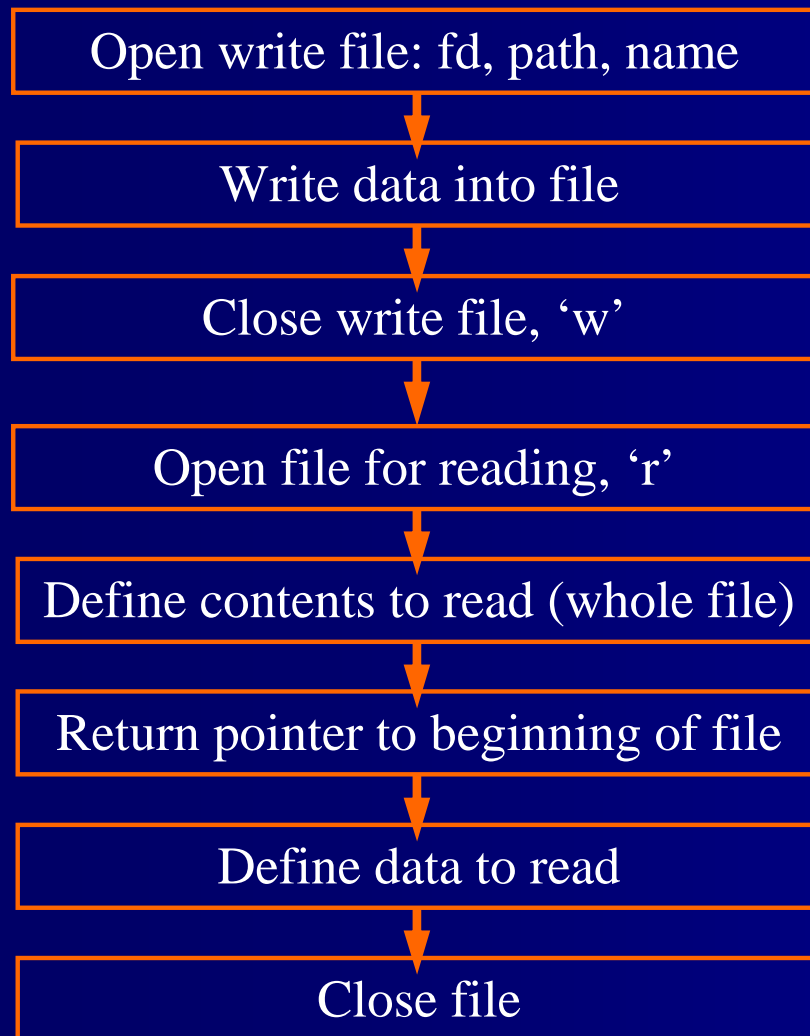 Open write file: fd, path, name
Write data into file
Close write file, ‘w’
Open file for reading, ‘r’
Define contents to read (whole file)
Return pointer to beginning of file
Define data to read
Close file